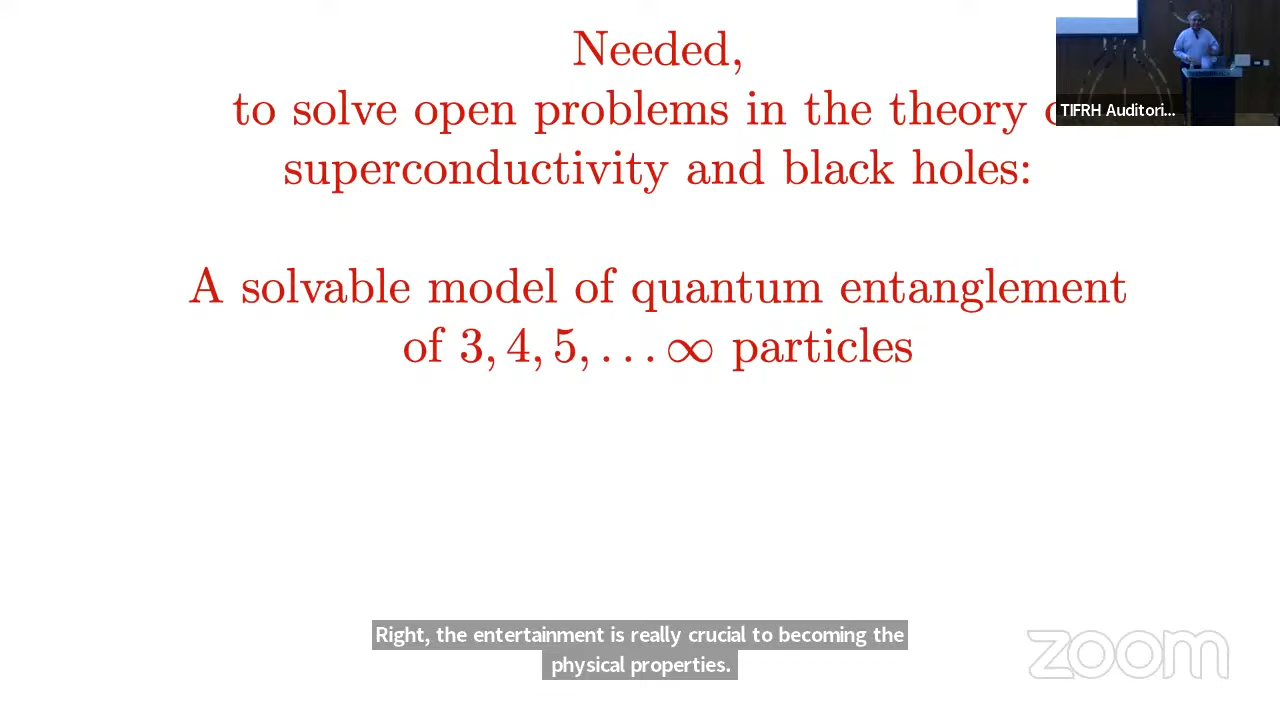 Needed,
to solve open problems in the theory
superconductivity and black holes:
A solvable model of quantum entanglement
of 3, 4, 5, . . . ∞ particles
TIFRH Auditori...
Right, the entertainment is really crucial to becoming the
physical properties.
zoom